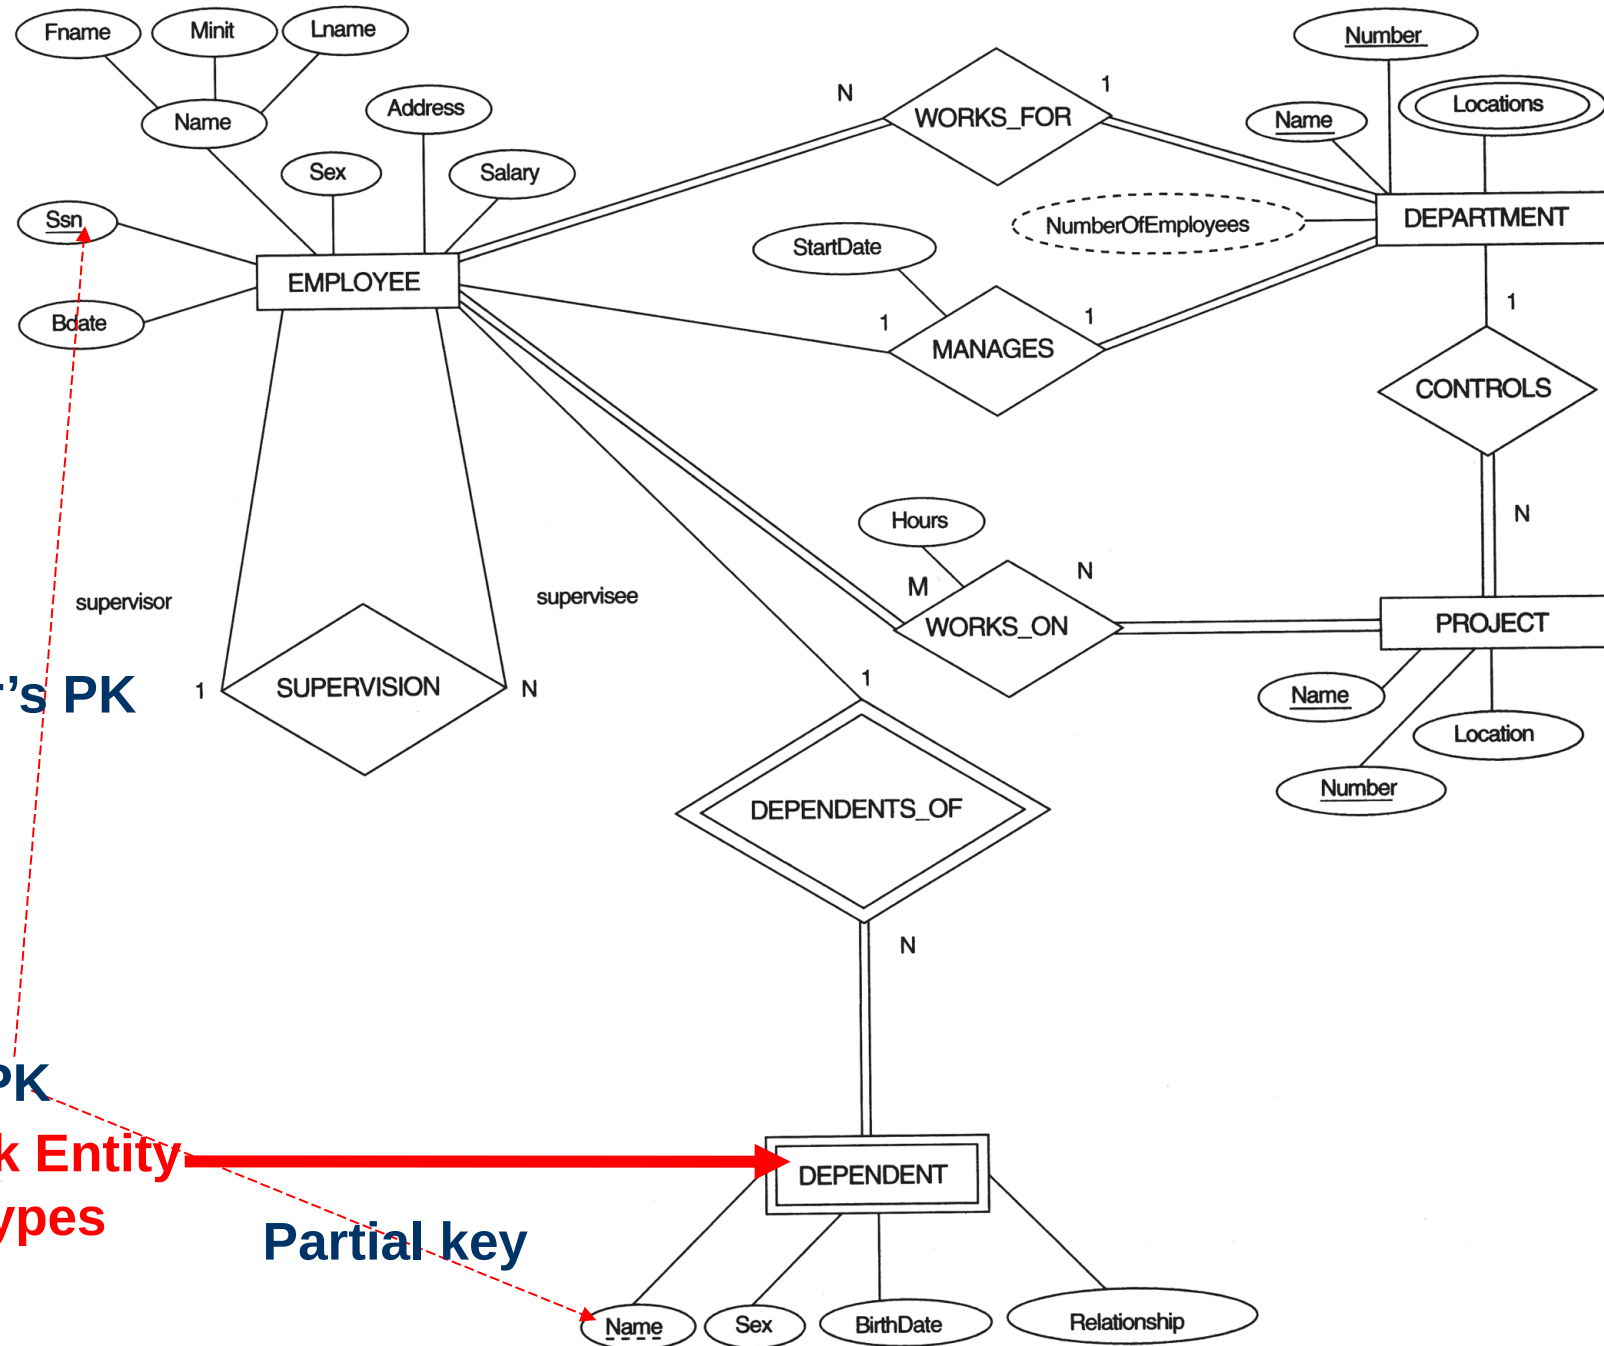 Fname
Minit
Lname
Number
Name
Address
N
WORKS_FOR
1
Locations
Name
Sex
Salary
Ssn
NumberOfEmployees
DEPARTMENT
StartDate
EMPLOYEE
Bdate
1
MANAGES
1
1
CONTROLS
Hours
N
M
N
supervisor
supervisee
WORKS_ON
PROJECT
1
SUPERVISION
N
1
's PK
Name
Location
Number
DEPENDENTS_OF
N
PK
k Entity
ypes
DEPENDENT
Partial key
Name
Sex
BirthDate
Relationship